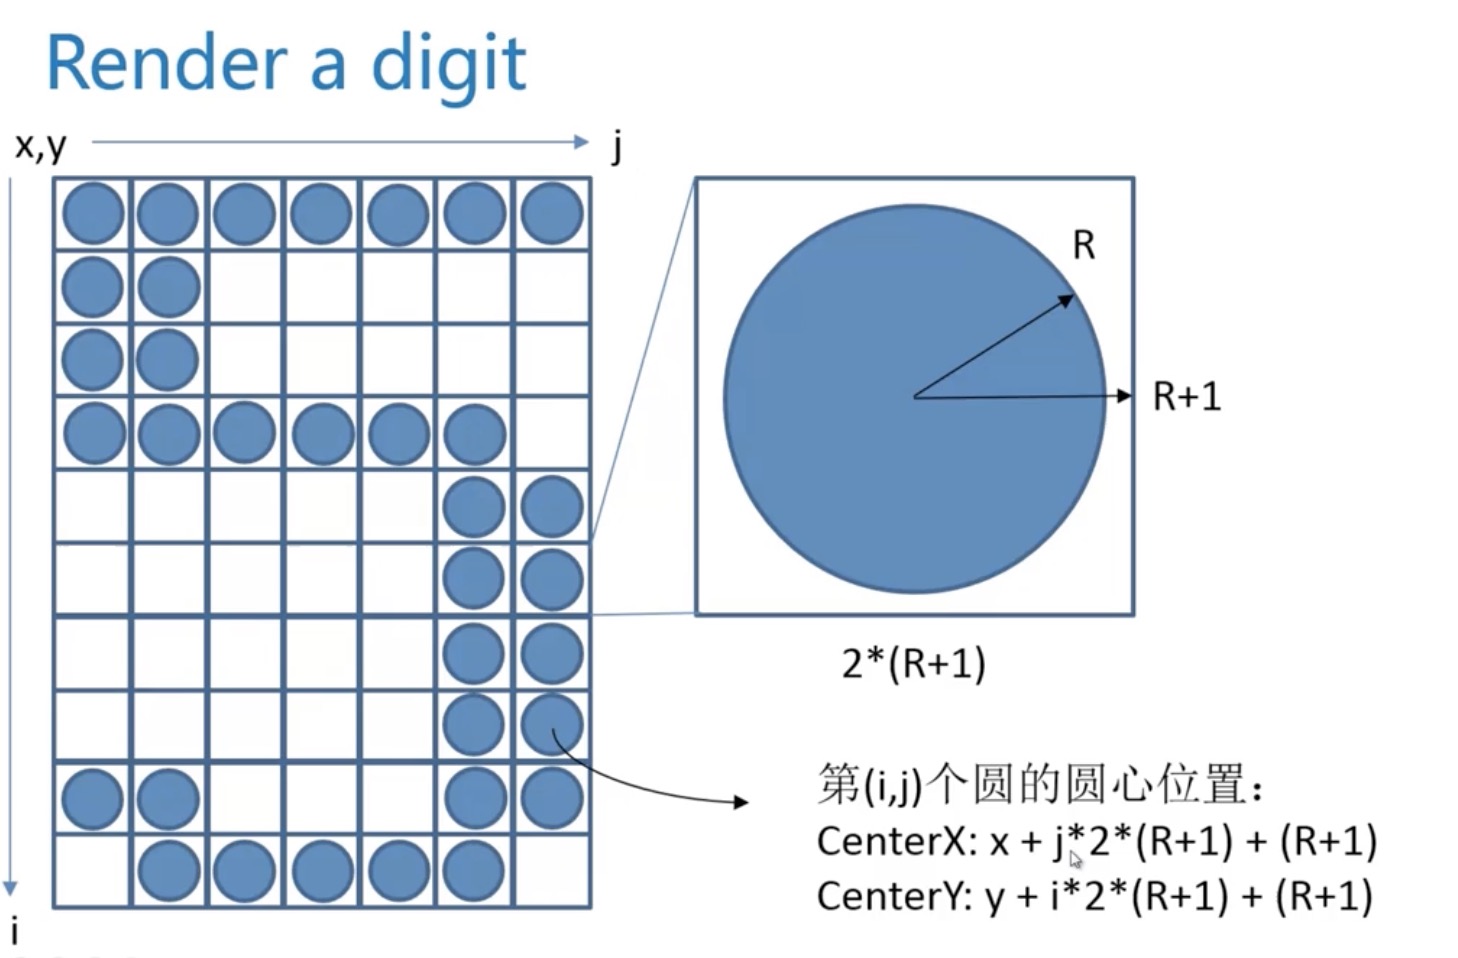 Render a digit
x,y
j
R
R+1
2*(R+1)
第(i,j)个圆的圆心位置：
CenterX: x + j*2*(R+1) + (R+1)
CenterY: y + i*2*(R+1) + (R+1)
i